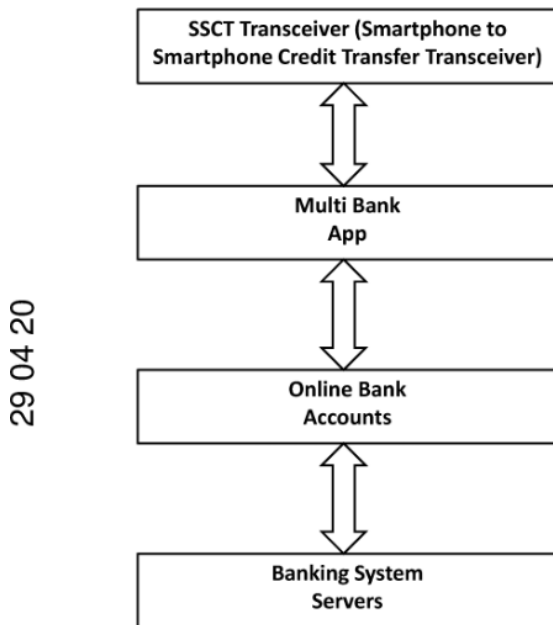 SSCT Transceiver (Smartphone to
Smartphone Credit Transfer Transceiver)
Multi Bank
App
29 04 20
Online Bank
Accounts
Banking System
Servers